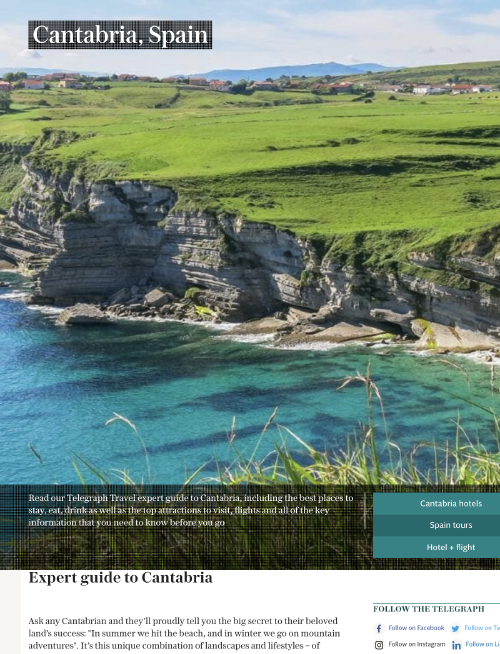 Cantabria, Spain
Read our Telegraph Travel expert guide to Cantabria, including the best places to
stay, eat, drink as well as the top attractions to visit, flights and all of the key
information that you need to know before you go
Cantabria hotels
Spain tours
Hotel + flight
Expert guide to Cantabria
Ask any Cantabrian and they'll proudly tell you the big secret to their beloved
land's success: "In summer we hit the beach, and in winter we go on mountain
adventures". It's this unique combination of landscapes and lifestyles – of
FOLLOW THE TELEGRAPH
Follow on Facebook
Follow on Tw
Follow on Instagram
Follow on Li